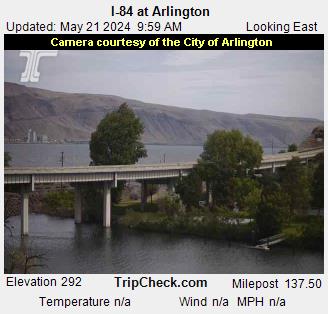 I-84 at Arlington
Updated: May 21 2024 9:59 AM Looking East
Camera courtesy of the City of Arlington
Elevation 292 TripCheck.com Milepost 137.50
Temperature n/a Wind n/a MPH n/a